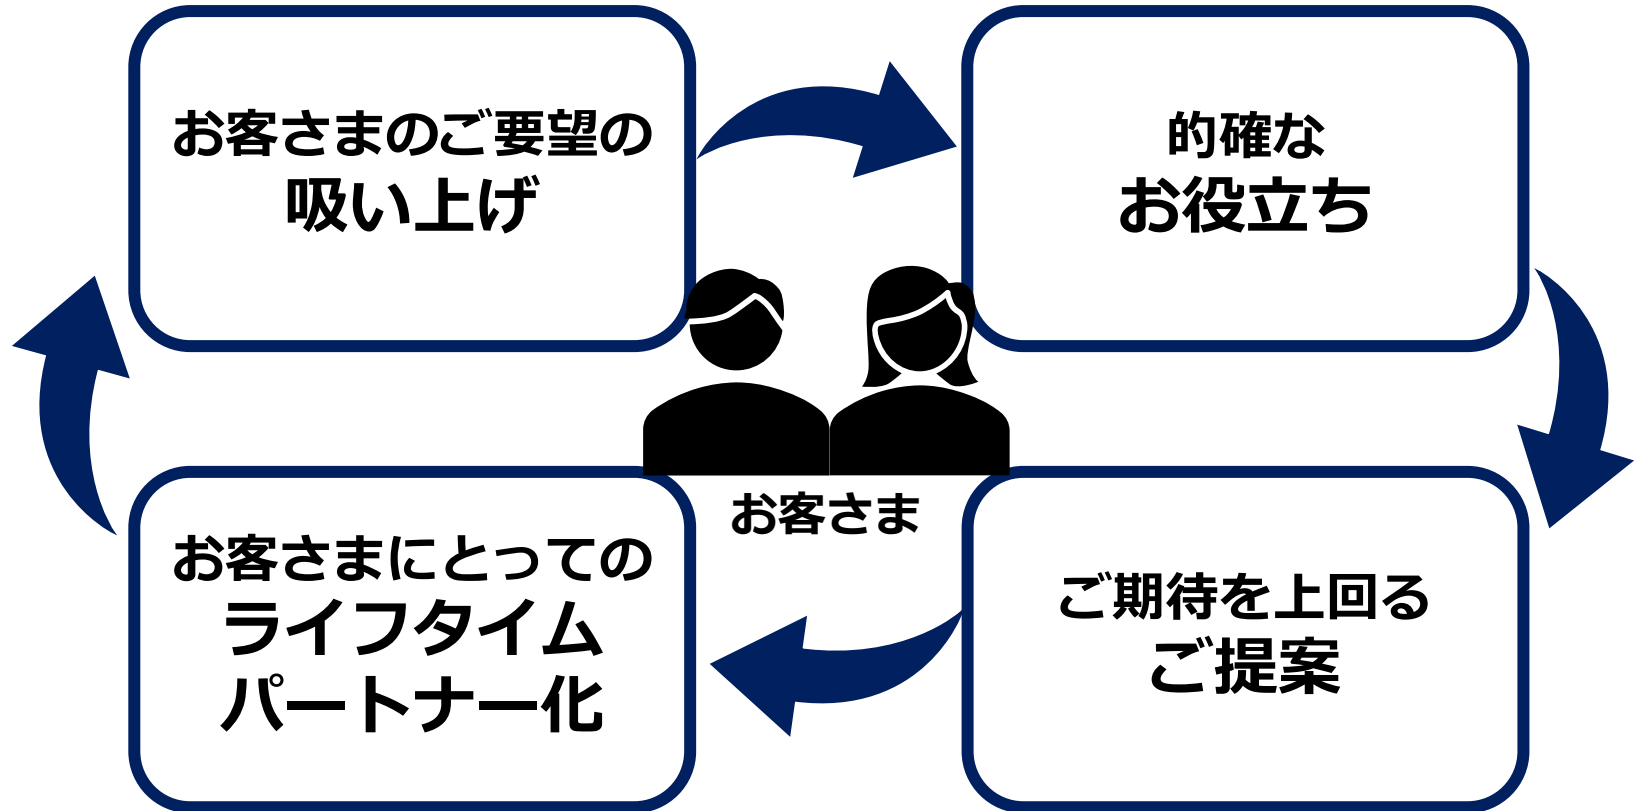 お客さまのご要望の
吸い上げ
的確な
お役立ち
お客さま
お客さまにとっての
ライフタイム
パートナー化
ご期待を上回る
ご提案